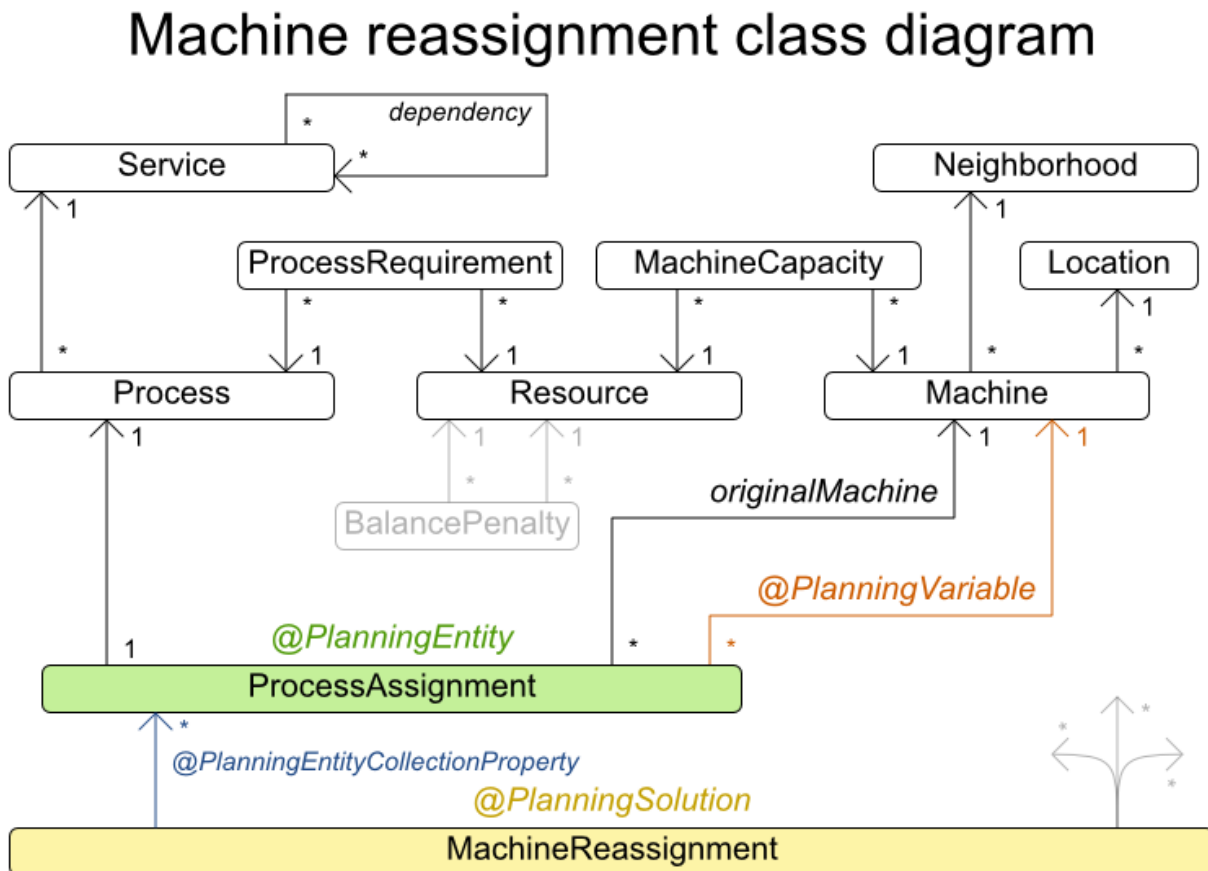 Machine reassignment class diagram
dependency
*
Service
*
Neighborhood
1
1
ProcessRequirement
MachineCapacity
Location
*
*
*
*
1
*
1
1
1
1
*
*
Process
Resource
Machine
1
1
1
1
1
*
*
originalMachine
BalancePenalty
@PlanningVariable
@PlanningEntity
1
*
*
ProcessAssignment
*
*
*
@PlanningEntityCollectionProperty
*
@PlanningSolution
MachineReassignment